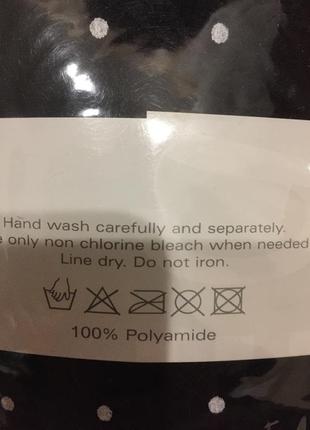 Hand wash carefully and separately.
only non chlorine bleach when needed
Line dry. Do not iron.
100% Polyamide